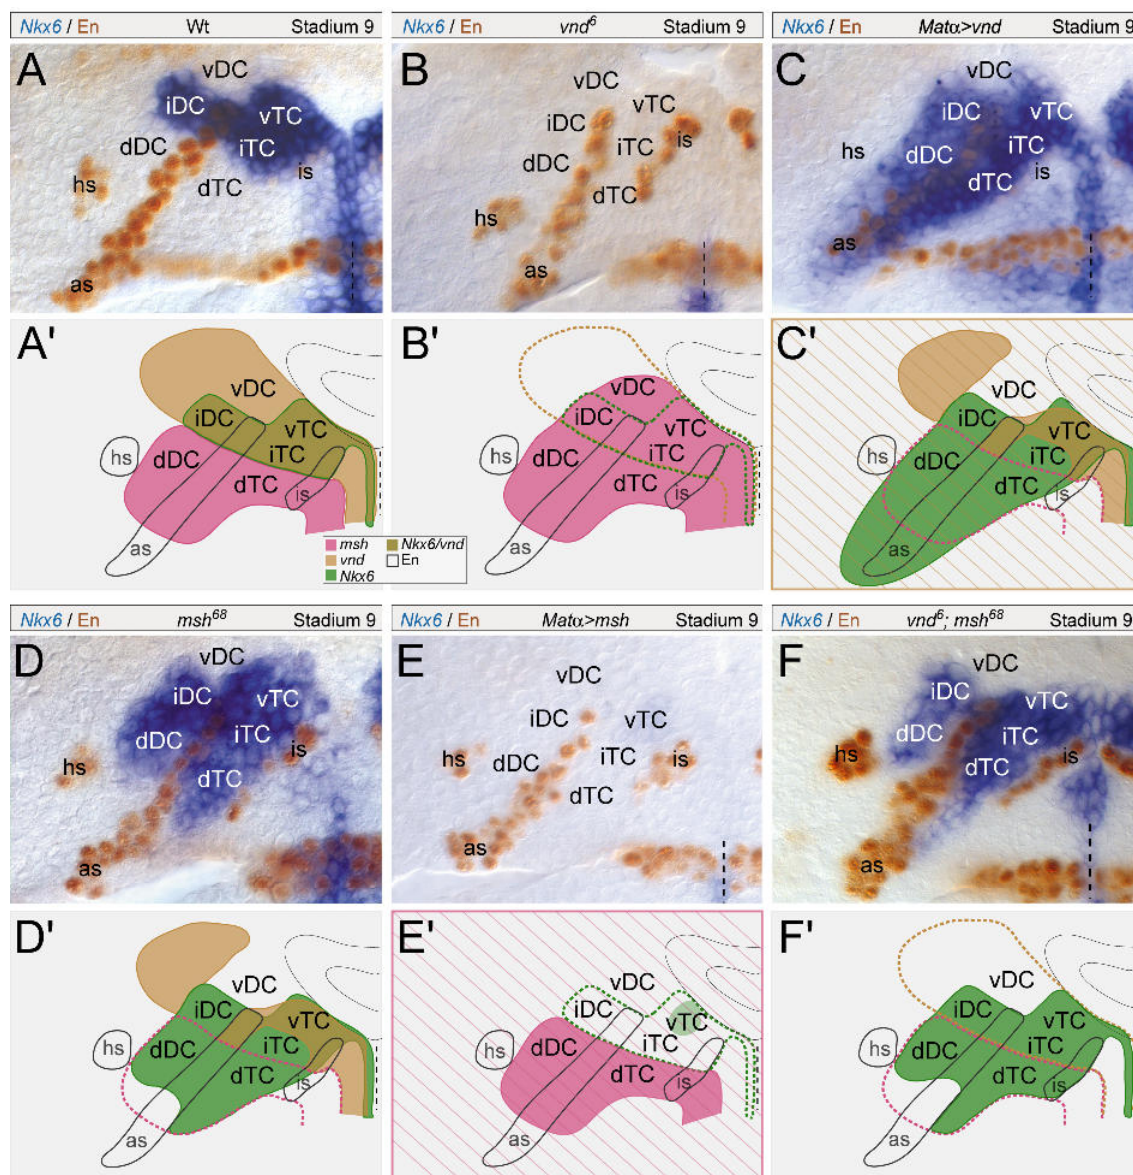 Nkx6 / En Wt Stadium 9
Nkx6 / En vnd6 Stadium 9
Nkx6 / En Matα>vnd Stadium 9
A
vDC
iDC
vTC
dDC
iTC
is
hs
dTC
as
B
vDC
vTC
iDC
is
iTC
dDC
dTC
hs
as
C
vDC
iDC
vTC
iTC
hs
dDC
is
dTC
as
A'
vDC
iDC
vTC
iTC
dDC
hs
dTC
is
as
msh
Nkx6/vnd
vnd
En
Nkx6
B'
vDC
iDC
vTC
iTC
dDC
hs
dTC
is
as
C'
vDC
iDC
vTC
iTC
dDC
hs
dTC
is
as
Nkx6 / En msh68 Stadium 9
Nkx6 / En Matα>msh Stadium 9
Nkx6 / En vnd6; msh68 Stadium 9
D
vDC
iDC
vTC
iTC
is
dDC
hs
dTC
as
E
vDC
iDC
vTC
hs
dDC
iTC
is
dTC
as
F
vDC
iDC
vTC
dDC
iTC
hs
is
dTC
as
D'
vDC
iDC
vTC
iTC
dDC
hs
dTC
is
as
E'
vDC
iDC
vTC
iTC
dDC
hs
dTC
is
as
F'
vDC
iDC
vTC
iTC
dDC
hs
dTC
is
as